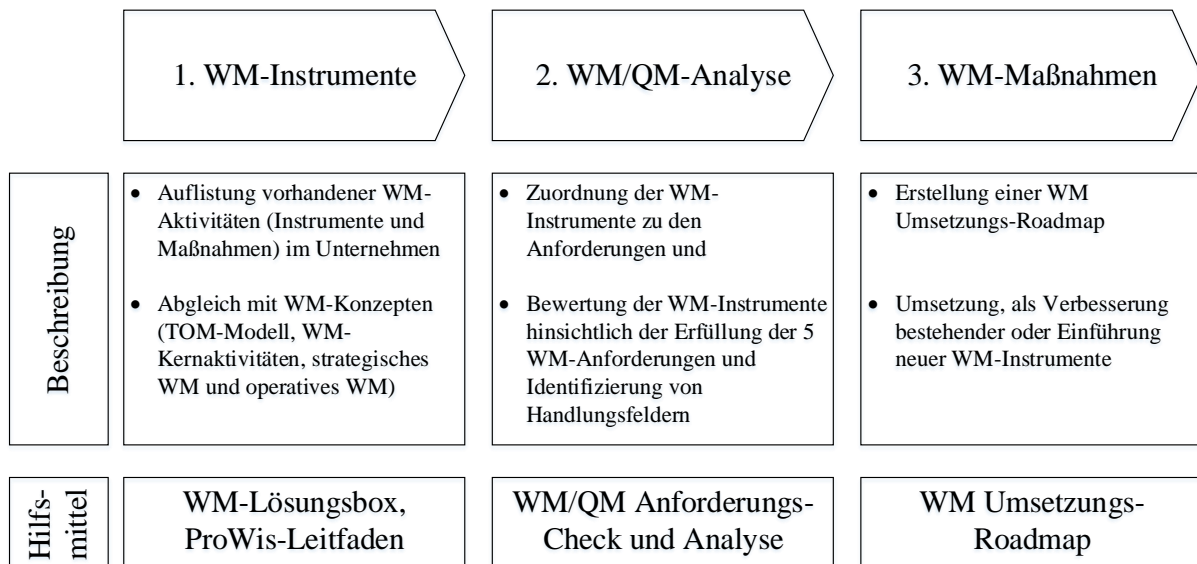 1. WM-Instrumente
2. WM/QM-Analyse
3. WM-Maßnahmen
Beschreibung
• Auflistung vorhandener WM-
Aktivitäten (Instrumente und
Maßnahmen) im Unternehmen
• Abgleich mit WM-Konzepten
(TOM-Modell, WM-
Kernaktivitäten, strategisches
WM und operatives WM)
• Zuordnung der WM-
Instrumente zu den
Anforderungen und
• Bewertung der WM-Instrumente
hinsichtlich der Erfüllung der 5
WM-Anforderungen und
Identifizierung von
Handlungsfeldern
• Erstellung einer WM
Umsetzungs-Roadmap
• Umsetzung, als Verbesserung
bestehender oder Einführung
neuer WM-Instrumente
Hilfs-
mittel
WM-Lösungsbox,
ProWis-Leitfaden
WM/QM Anforderungs-
Check und Analyse
WM Umsetzungs-
Roadmap